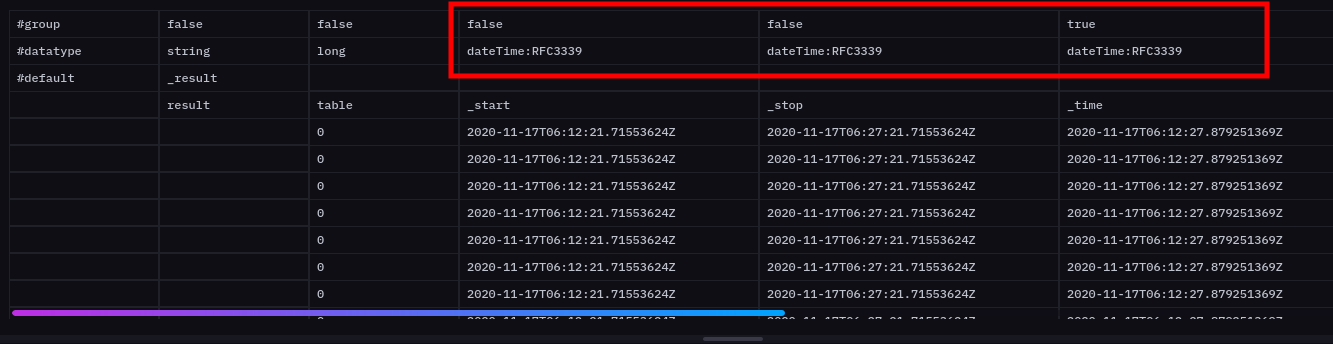 #group false false false false true
#datatype string long dateTime:RFC3339 dateTime:RFC3339 dateTime:RFC3339
#default _result
result table _start _stop _time
0 2020-11-17T06:12:21.71553624Z 2020-11-17T06:27:21.71553624Z 2020-11-17T06:12:27.879251369Z
0 2020-11-17T06:12:21.71553624Z 2020-11-17T06:27:21.71553624Z 2020-11-17T06:12:27.879251369Z
0 2020-11-17T06:12:21.71553624Z 2020-11-17T06:27:21.71553624Z 2020-11-17T06:12:27.879251369Z
0 2020-11-17T06:12:21.71553624Z 2020-11-17T06:27:21.71553624Z 2020-11-17T06:12:27.879251369Z
0 2020-11-17T06:12:21.71553624Z 2020-11-17T06:27:21.71553624Z 2020-11-17T06:12:27.879251369Z
0 2020-11-17T06:12:21.71553624Z 2020-11-17T06:27:21.71553624Z 2020-11-17T06:12:27.879251369Z
0 2020-11-17T06:12:21.71553624Z 2020-11-17T06:27:21.71553624Z 2020-11-17T06:12:27.879251369Z